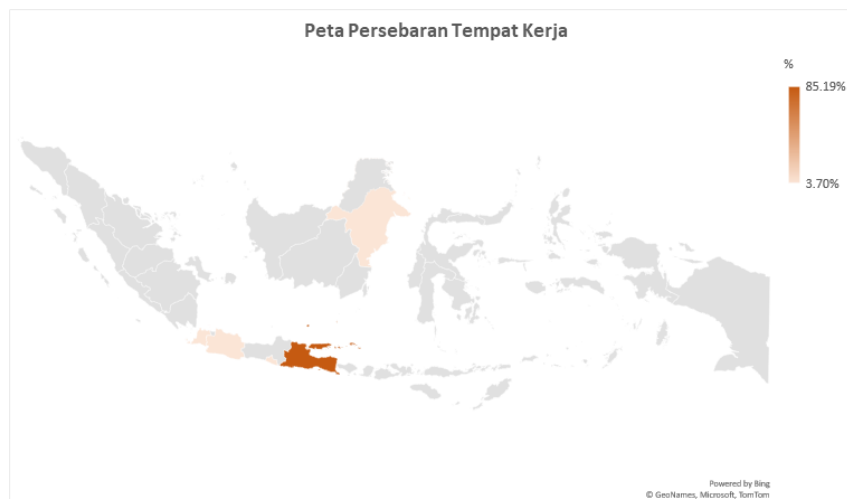 Peta Persebaran Tempat Kerja
%
85.19%
3.70%
Powered by Bing
© GeoNames, Microsoft, TomTom